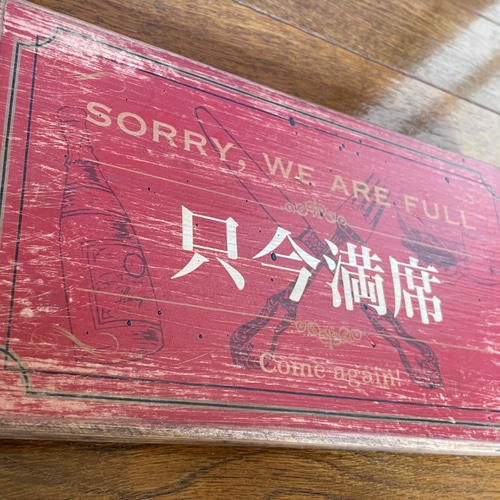 SORRY, WE ARE FULL
只今満席
Come again!